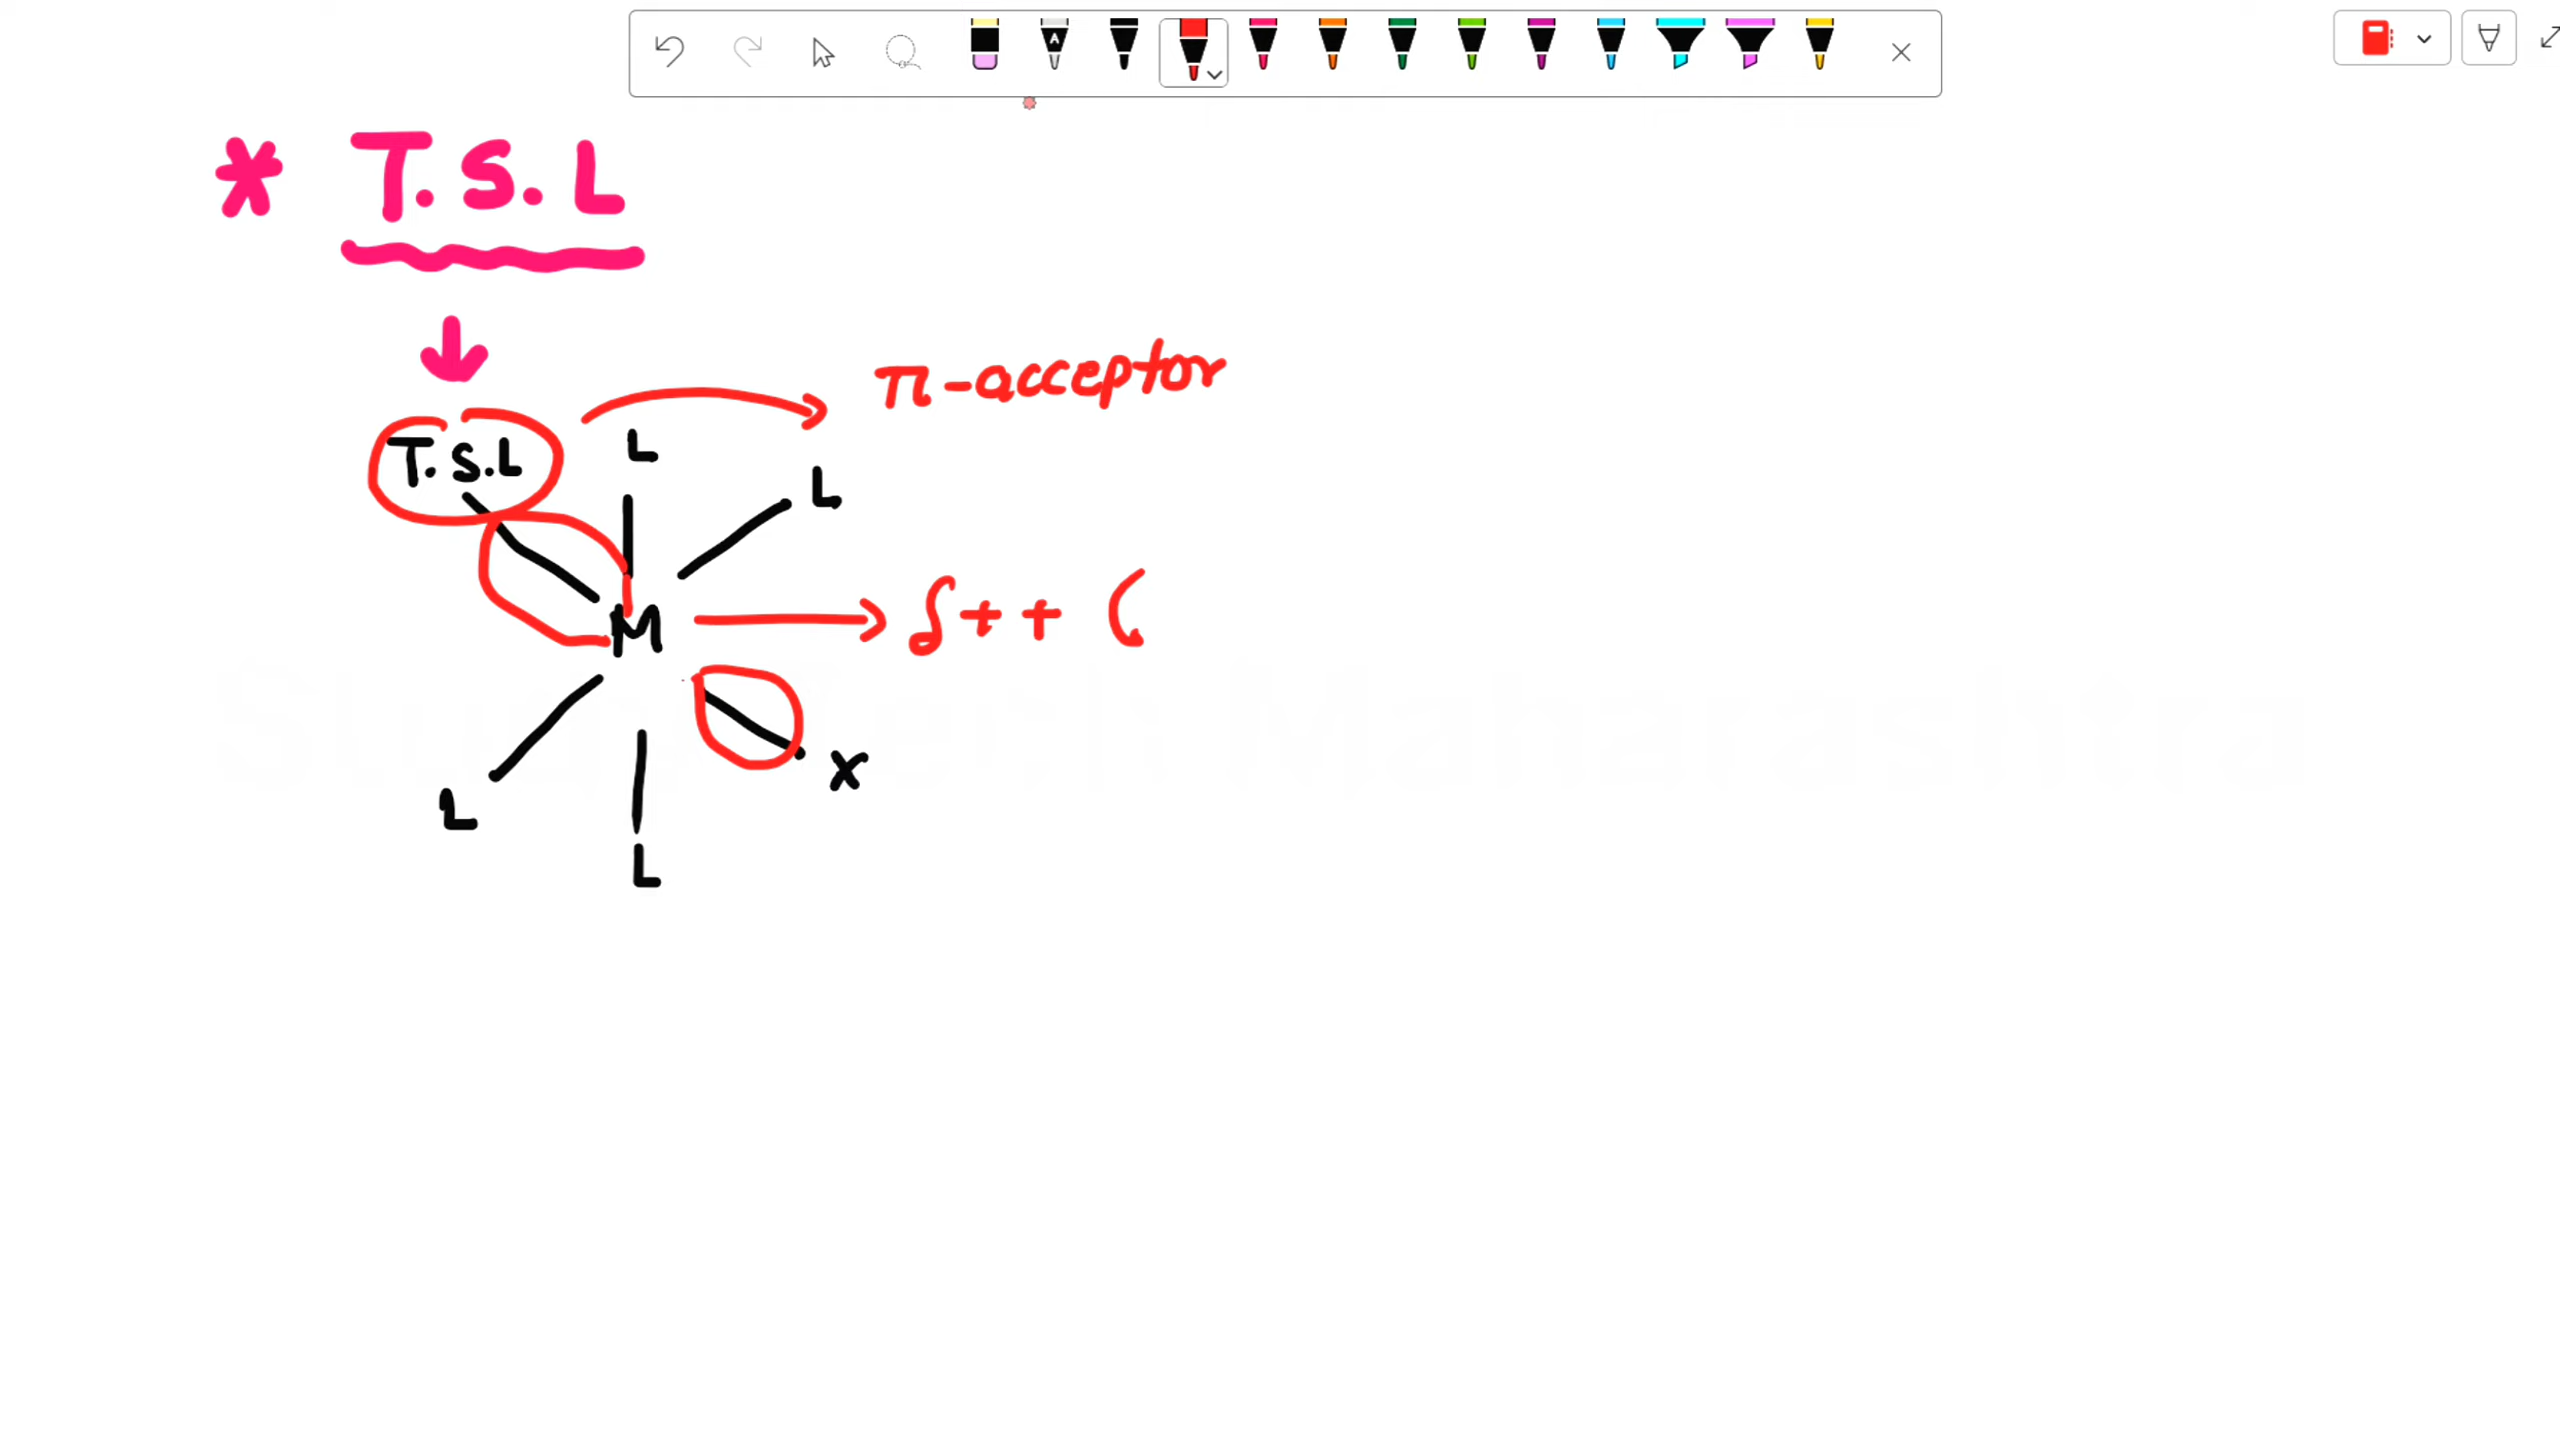 * T.S.L
π-acceptor
T.S.L L
L
M δ++ (
X
L
L